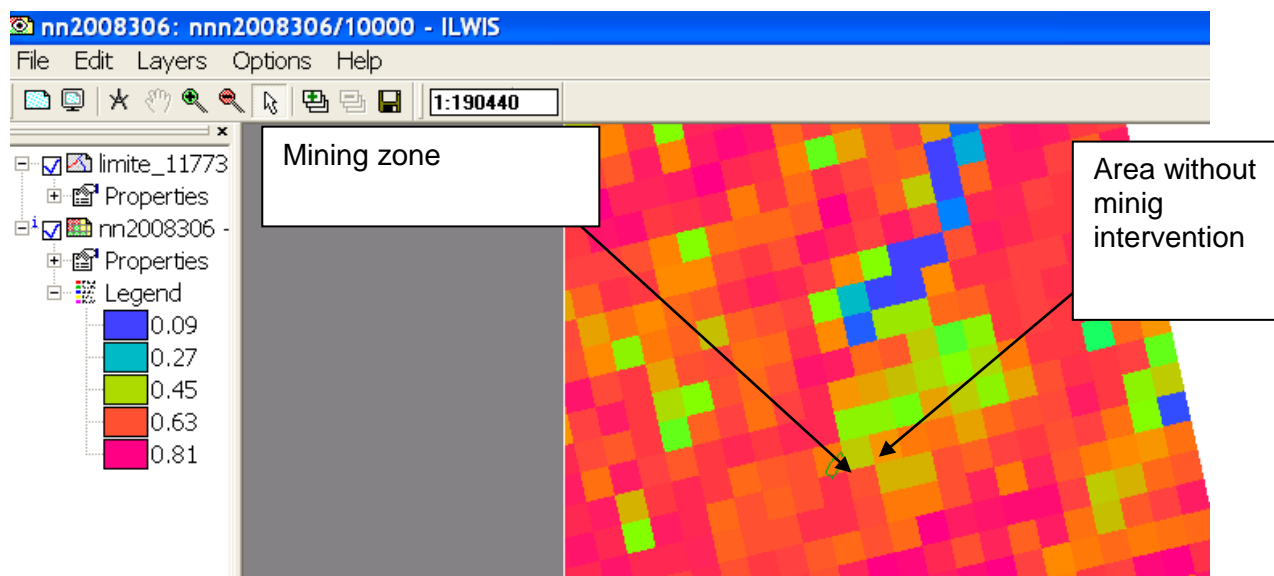 nn2008306: nnn2008306/10000 - ILWIS
File Edit Layers Options Help
1:190440
x
limite_11773
Properties
i nn2008306 -
Properties
Legend
0.09
0.27
0.45
0.63
0.81
Mining zone
Area without
minig
intervention